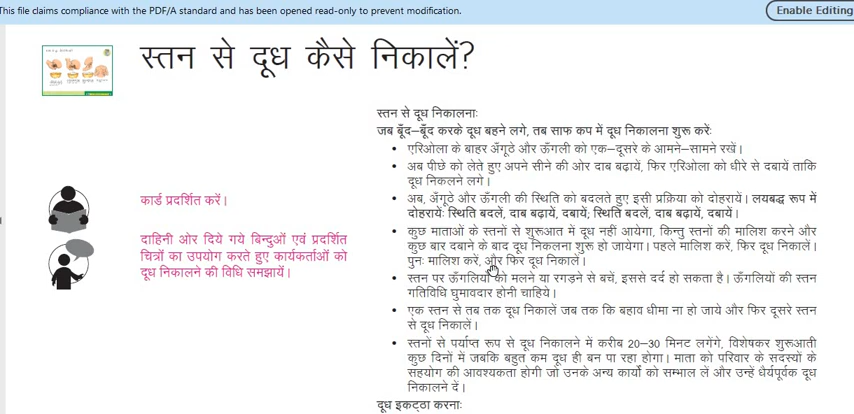 This file claims compliance with the PDF/A standard and has been opened read-only to prevent modification.
Enable Editing
स्तन से दूध कैसे निकालें?
स्तन से दूध निकालनाः
जब बूँद–बूँद करके दूध बहने लगे, तब साफ कप में दूध निकालना शुरू करेंः
• एरिओला के बाहर अँगूठे और ऊँगली को एक–दूसरे के आमने–सामने रखें।
• अब पीछे को लेते हुए अपने सीने की ओर दाब बढ़ायें, फिर एरिओला को धीरे से दबायें ताकि
दूध निकलने लगे।
कार्ड प्रदर्शित करें।
• अब, अँगूठे और ऊँगली की स्थिति को बदलते हुए इसी प्रक्रिया को दोहरायें। लयबद्ध रूप में
दोहरायेंः स्थिति बदलें, दाब बढ़ायें, दबायें; स्थिति बदलें, दाब बढ़ायें, दबायें।
दाहिनी ओर दिये गये बिन्दुओं एवं प्रदर्शित
चित्रों का उपयोग करते हुए कार्यकर्ताओं को
दूध निकालने की विधि समझायें।
• कुछ माताओं के स्तनों से शुरूआत में दूध नहीं आयेगा, किन्तु स्तनों की मालिश करने और
कुछ बार दबाने के बाद दूध निकलना शुरू हो जायेगा। पहले मालिश करें, फिर दूध निकालें।
पुनः मालिश करें, और फिर दूध निकालें।
• स्तन पर ऊँगलियों को मलने या रगड़ने से बचें, इससे दर्द हो सकता है। ऊँगलियों की स्तन
गतिविधि घुमावदार होनी चाहिये।
• एक स्तन से तब तक दूध निकालें जब तक कि बहाव धीमा ना हो जाये और फिर दूसरे स्तन
से दूध निकालें।
• स्तनों से पर्याप्त रूप से दूध निकालने में करीब 20–30 मिनट लगेंगे, विशेषकर शुरूआती
कुछ दिनों में जबकि बहुत कम दूध ही बन पा रहा होगा। माता को परिवार के सदस्यों के
सहयोग की आवश्यकता होगी जो उनके अन्य कार्यों को सम्भाल लें और उन्हें धैर्यपूर्वक दूध
निकालने दें।
दूध इकट्ठा करनाः